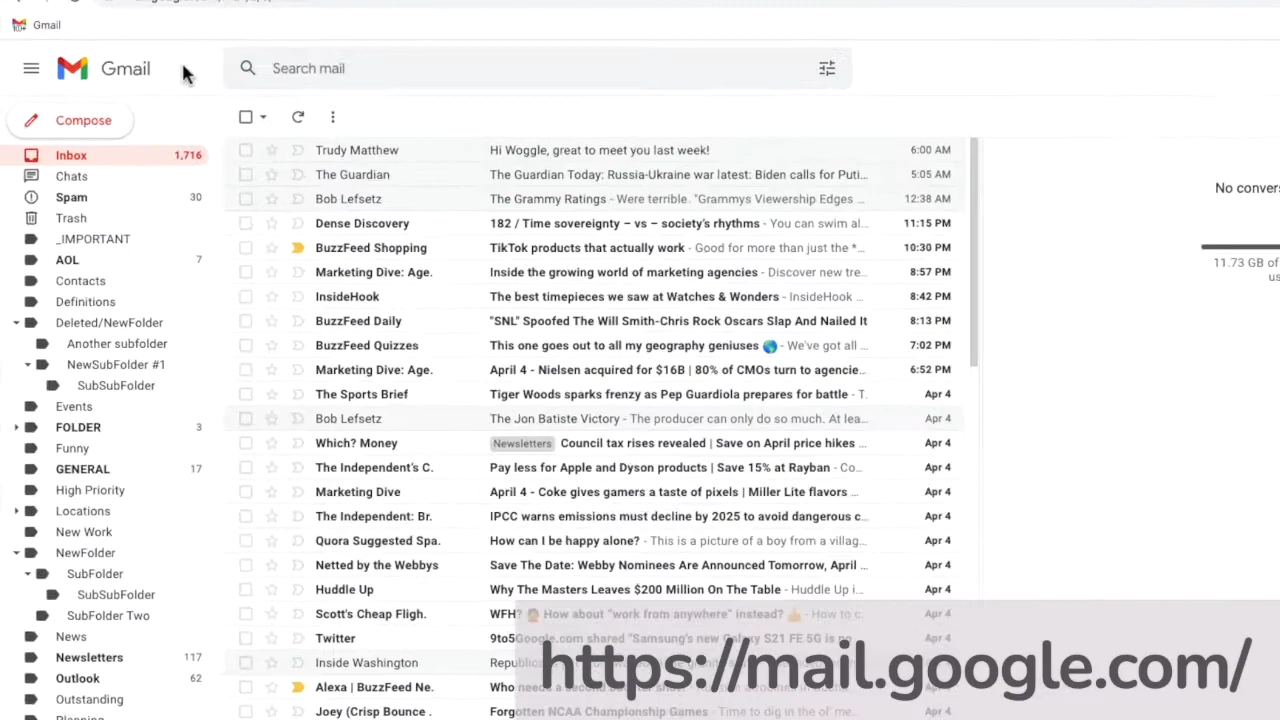 Gmail
Gmail
Search mail
Compose
Inbox 1,716
Chats
Spam 30
Trash
_IMPORTANT
AOL 7
Contacts
Definitions
Deleted/NewFolder
Another subfolder
NewSubFolder #1
SubSubFolder
Events
FOLDER 3
Funny
GENERAL 17
High Priority
Locations
New Work
NewFolder
SubFolder
SubSubFolder
SubFolder Two
News
Newsletters 117
Outlook 62
Outstanding
Trudy Matthew Hi Woggle, great to meet you last week! 6:00 AM
The Guardian The Guardian Today: Russia-Ukraine war latest: Biden calls for Puti... 5:05 AM
Bob Lefsetz The Grammy Ratings - Were terrible. "Grammys Viewership Edges ... 12:38 AM
Dense Discovery 182 / Time sovereignty – vs – society's rhythms - You can swim al... 11:15 PM
BuzzFeed Shopping TikTok products that actually work - Good for more than just the *... 10:30 PM
Marketing Dive: Age. Inside the growing world of marketing agencies - Discover new tre... 8:57 PM
InsideHook The best timepieces we saw at Watches & Wonders - InsideHook ... 8:42 PM
BuzzFeed Daily "SNL" Spoofed The Will Smith-Chris Rock Oscars Slap And Nailed It 8:13 PM
BuzzFeed Quizzes This one goes out to all my geography geniuses 🌎 - We've got all ... 7:02 PM
Marketing Dive: Age. April 4 - Nielsen acquired for $16B | 80% of CMOs turn to agencie... 6:52 PM
The Sports Brief Tiger Woods sparks frenzy as Pep Guardiola prepares for battle - T. Apr 4
Bob Lefsetz The Jon Batiste Victory - The producer can only do so much. At lea... Apr 4
Which? Money Newsletters Council tax rises revealed | Save on April price hikes ... Apr 4
The Independent's C. Pay less for Apple and Dyson products | Save 15% at Rayban - Co... Apr 4
Marketing Dive April 4 - Coke gives gamers a taste of pixels | Miller Lite flavors ... Apr 4
The Independent: Br. IPCC warns emissions must decline by 2025 to avoid dangerous c... Apr 4
Quora Suggested Spa. How can I be happy alone? - This is a picture of a boy from a villag... Apr 4
Netted by the Webbys Save The Date: Webby Nominees Are Announced Tomorrow, April ... Apr 4
Huddle Up Why The Masters Leaves $200 Million On The Table - Huddle Up i... Apr 4
Scott's Cheap Fligh. WFH? How about "work from anywhere" instead? 👍 - How to c. Apr 4
Twitter 9to5Google.com shared "Samsung's new Galaxy S21 FE 5G is Apr 4
Inside Washington
Alexa | BuzzFeed Ne. Who needs a second
Joey (Crisp Bounce . Forgotten NCAA Championship Games - Time to dig in the ol' me... Apr 4
No conver
11.73 GB of
us
https://mail.google.com/